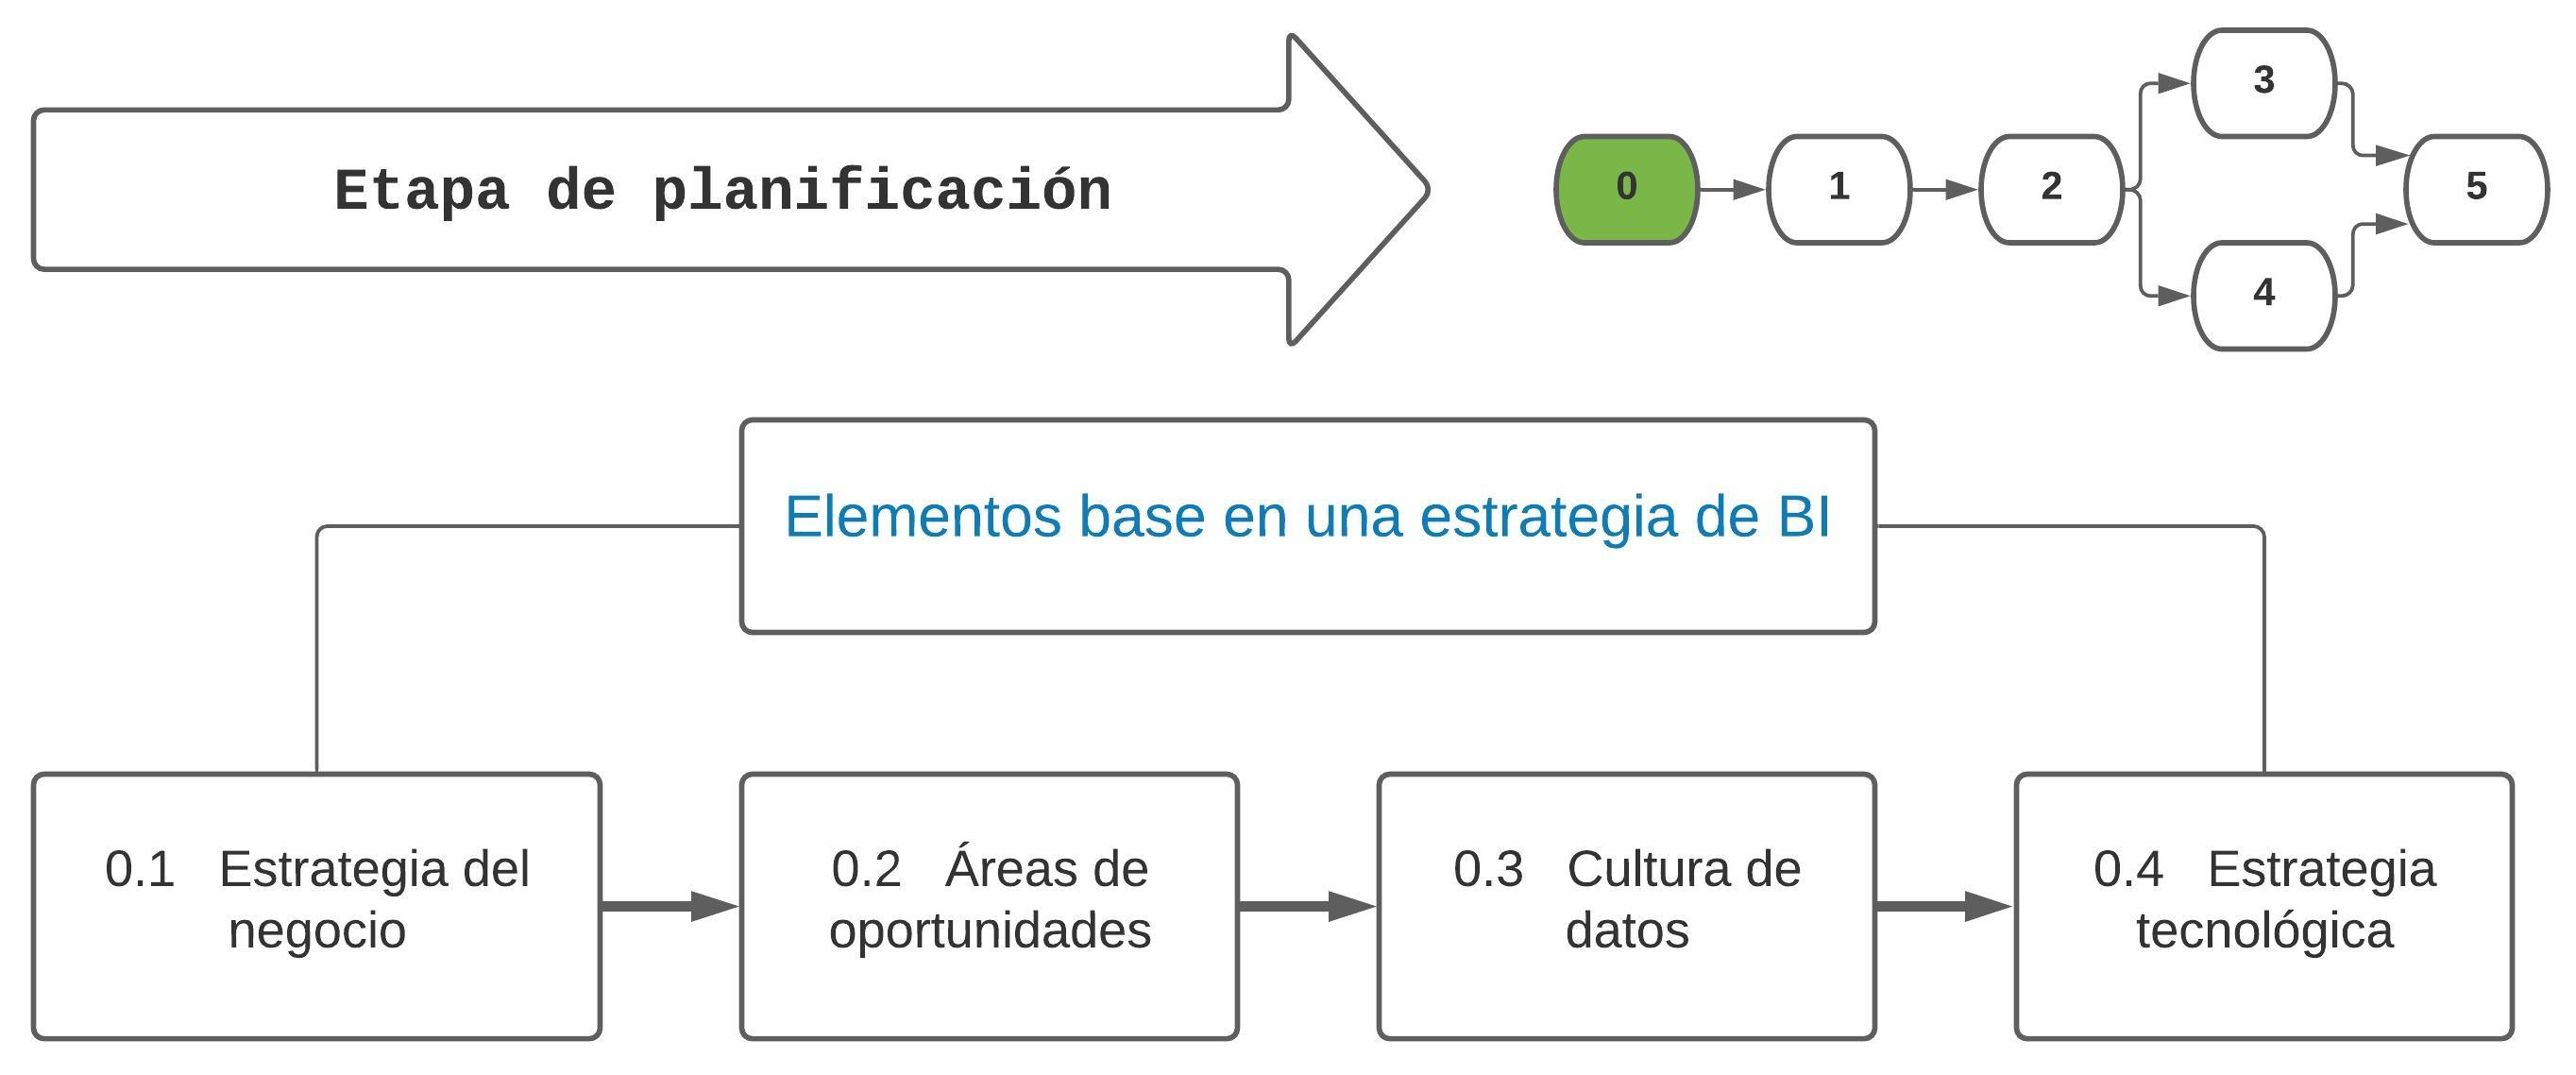 Etapa de planificación
0
1
2
3
4
5
Elementos base en una estrategia de BI
0.1 Estrategia del
negocio
0.2 Áreas de
oportunidades
0.3 Cultura de
datos
0.4 Estrategia
tecnológica